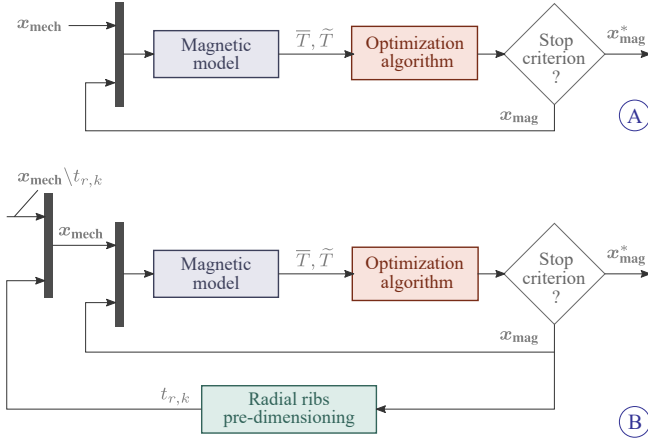 x_mech
Magnetic
model
T̅, T̃
Optimization
algorithm
Stop
criterion
?
x*_mag
x_mag
A
x_mech\t_r,k
x_mech
Magnetic
model
T̅, T̃
Optimization
algorithm
Stop
criterion
?
x*_mag
x_mag
t_r,k
Radial ribs
pre-dimensioning
B